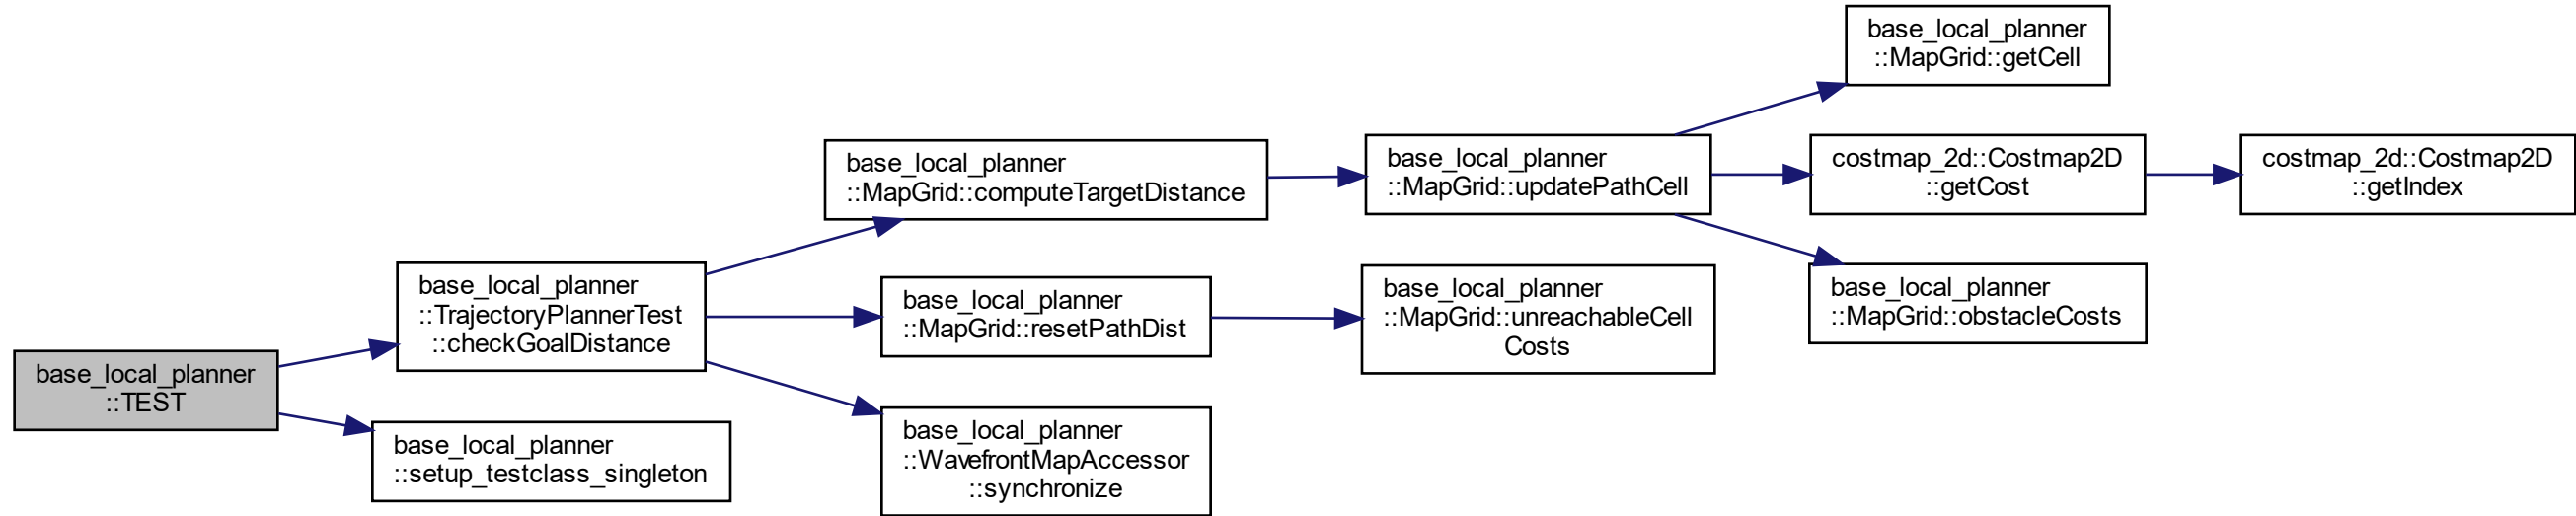 base_local_planner
::TEST
base_local_planner
::TrajectoryPlannerTest
::checkGoalDistance
base_local_planner
::setup_testclass_singleton
base_local_planner
::MapGrid::computeTargetDistance
base_local_planner
::MapGrid::resetPathDist
base_local_planner
::WavefrontMapAccessor
::synchronize
base_local_planner
::MapGrid::updatePathCell
base_local_planner
::MapGrid::unreachableCell
Costs
base_local_planner
::MapGrid::getCell
costmap_2d::Costmap2D
::getCost
base_local_planner
::MapGrid::obstacleCosts
costmap_2d::Costmap2D
::getIndex